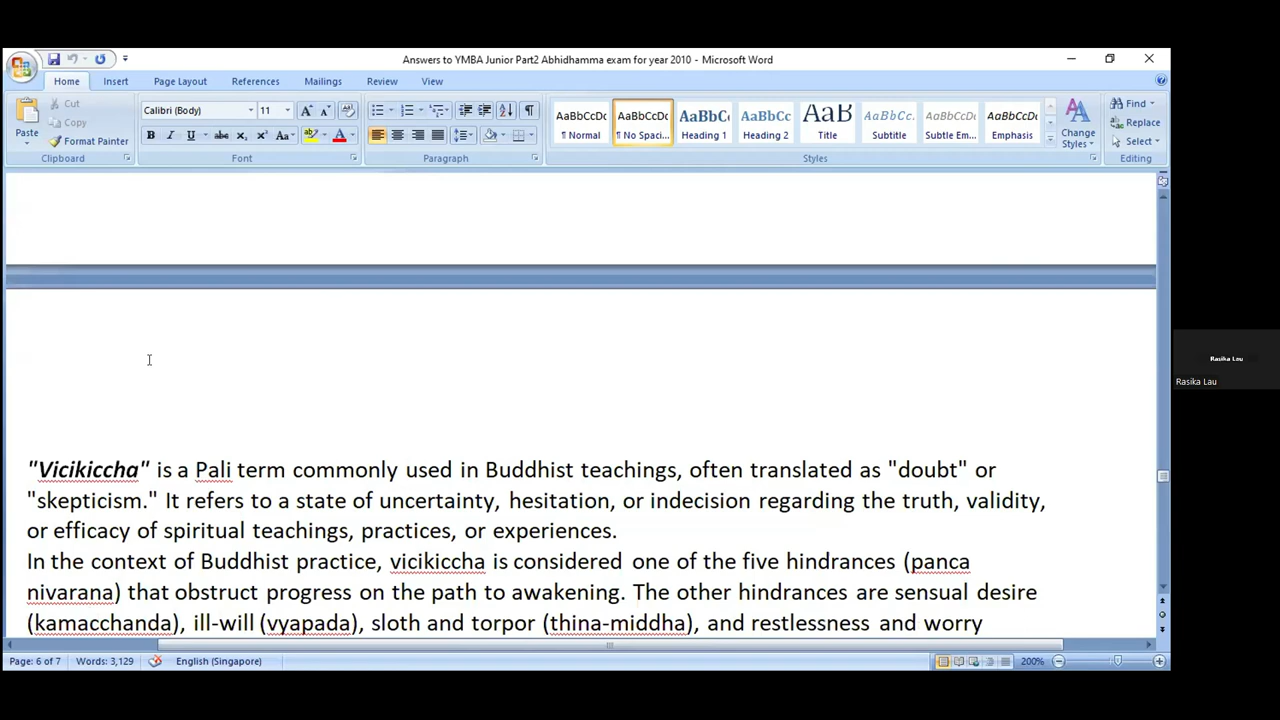 Answers to YMBA Junior Part2 Abhidhamma exam for year 2010 - Microsoft Word
Home Insert Page Layout References Mailings Review View
Paste
Cut
Copy
Format Painter
Clipboard
Calibri (Body) 11
Font
Paragraph
AaBbCcDc AaBbCcDc AaBbC AaBbCc AaB AaBbCc. AaBbCcDc AaBbCcDc
¶ Normal ¶ No Spaci... Heading 1 Heading 2 Title Subtitle Subtle Em... Emphasis
Change Styles
Styles
Find
Replace
Select
Editing
"Vicikiccha" is a Pali term commonly used in Buddhist teachings, often translated as "doubt" or
"skepticism." It refers to a state of uncertainty, hesitation, or indecision regarding the truth, validity,
or efficacy of spiritual teachings, practices, or experiences.
In the context of Buddhist practice, vicikiccha is considered one of the five hindrances (panca
nivarana) that obstruct progress on the path to awakening. The other hindrances are sensual desire
(kamacchanda), ill-will (vyapada), sloth and torpor (thina-middha), and restlessness and worry
Rasika Lau
Rasika Lau
Page: 6 of 7 Words: 3,129 English (Singapore) 200%